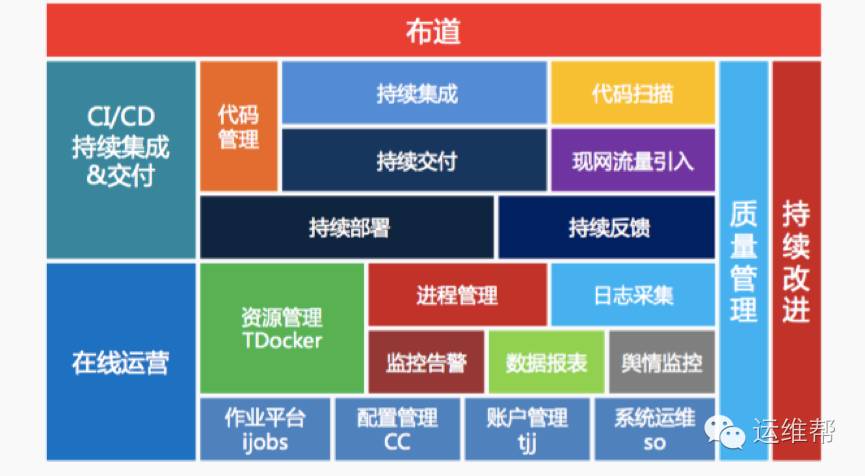 布道
CI/CD
持续集成
&交付
代码
管理
持续集成
代码扫描
持续交付
现网流量引入
持续部署
持续反馈
质量管理
持续改进
在线运营
资源管理
TDocker
进程管理
日志采集
监控告警
数据报表
舆情监控
作业平台
ijobs
配置管理
CC
账户管理
tjj
系统运维
so
运维帮